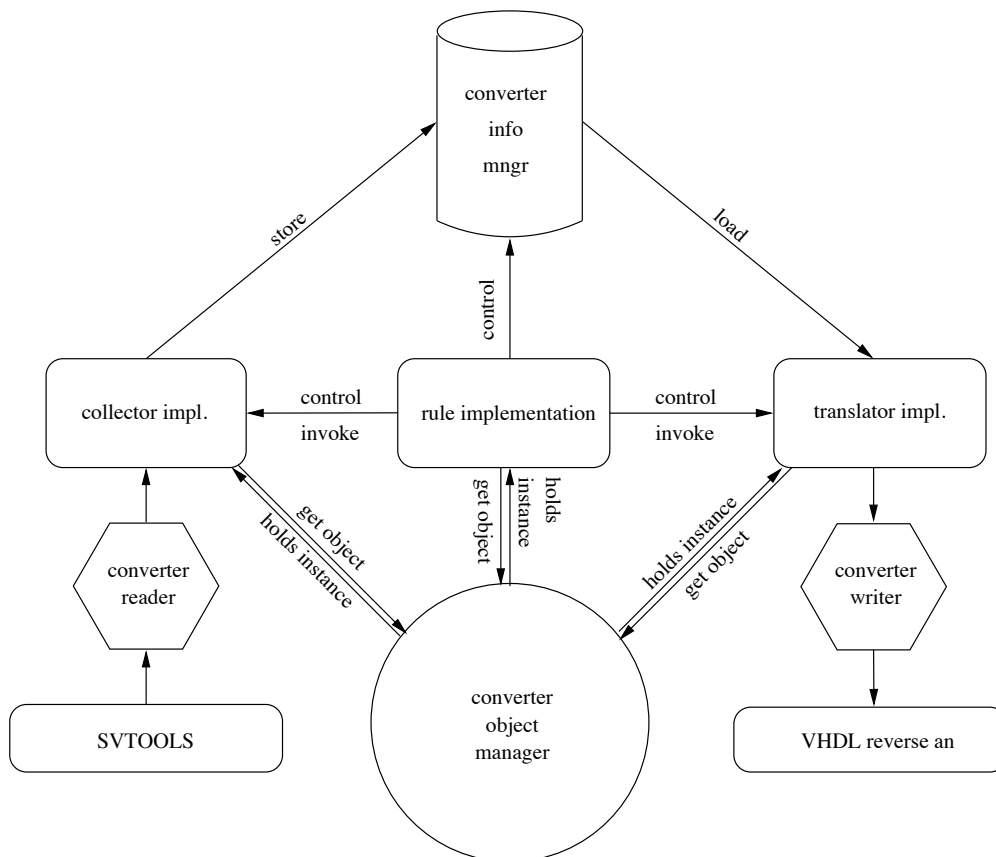 converter
info
mngr
store
load
control
collector impl.
control
invoke
rule implementation
control
invoke
translator impl.
get object
holds instance
get object
holds
instance
holds instance
get object
converter
reader
converter
writer
converter
object
manager
SVTOOLS
VHDL reverse an